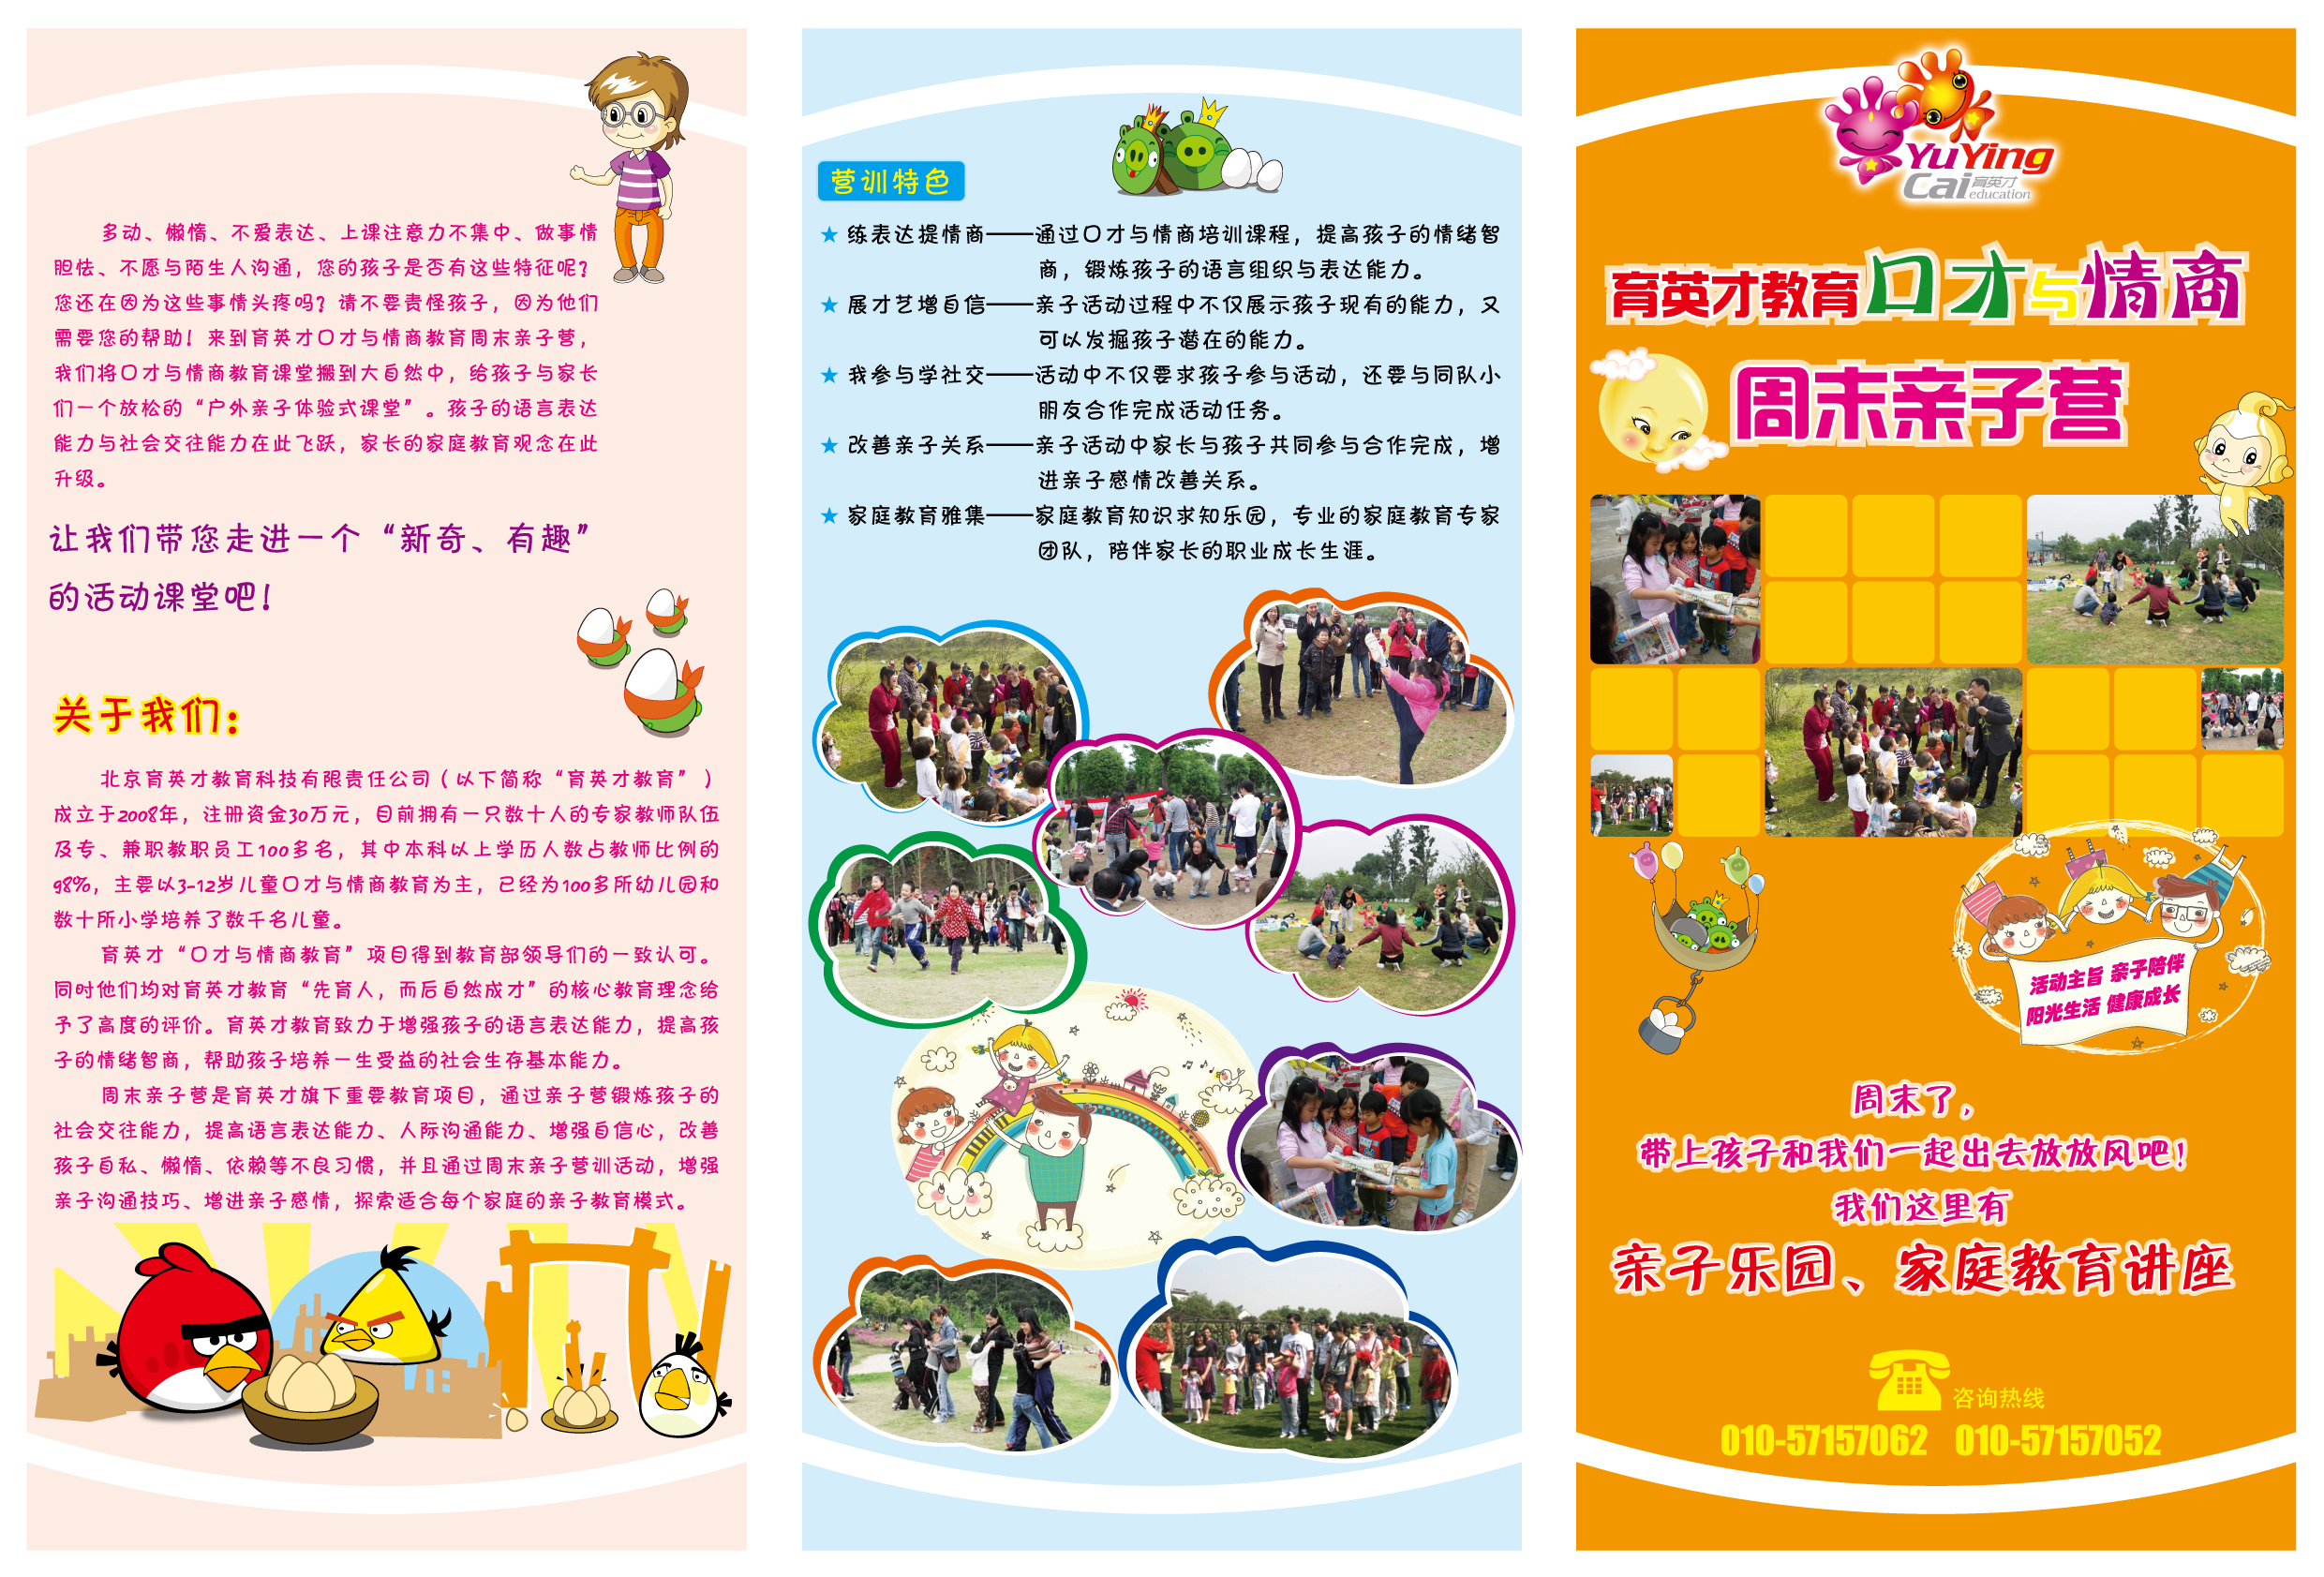 多动、懒惰、不爱表达、上课注意力不集中、做事情
胆怯、不愿与陌生人沟通，您的孩子是否有这些特征呢？
您还在因为这些事情头疼吗？请不要责怪孩子，因为他们
需要您的帮助！来到育英才口才与情商教育周末亲子营，
我们将口才与情商教育课堂搬到大自然中，给孩子与家长
们一个放松的“户外亲子体验式课堂”。孩子的语言表达
能力与社会交往能力在此飞跃，家长的家庭教育观念在此
升级。
让我们带您走进一个“新奇、有趣”
的活动课堂吧！
关于我们：
北京育英才教育科技有限责任公司（以下简称“育英才教育”）
成立于2008年，注册资金30万元，目前拥有一只数十人的专家教师队伍
及专、兼职教职员工100多名，其中本科以上学历人数占教师比例的
98%，主要以3-12岁儿童口才与情商教育为主，已经为100多所幼儿园和
数十所小学培养了数千名儿童。
育英才“口才与情商教育”项目得到教育部领导们的一致认可。
同时他们均对育英才教育“先育人，而后自然成才”的核心教育理念给
予了高度的评价。育英才教育致力于增强孩子的语言表达能力，提高孩
子的情绪智商，帮助孩子培养一生受益的社会生存基本能力。
周末亲子营是育英才旗下重要教育项目，通过亲子营锻炼孩子的
社会交往能力，提高语言表达能力、人际沟通能力、增强自信心，改善
孩子自私、懒惰、依赖等不良习惯，并且通过周末亲子营训活动，增强
亲子沟通技巧、增进亲子感情，探索适合每个家庭的亲子教育模式。
营训特色
★ 练表达提情商——通过口才与情商培训课程，提高孩子的情绪智
商，锻炼孩子的语言组织与表达能力。
★ 展才艺增自信——亲子活动过程中不仅展示孩子现有的能力，又
可以发掘孩子潜在的能力。
★ 我参与学社交——活动中不仅要求孩子参与活动，还要与同队小
朋友合作完成活动任务。
★ 改善亲子关系——亲子活动中家长与孩子共同参与合作完成，增
进亲子感情改善关系。
★ 家庭教育雅集——家庭教育知识求知乐园，专业的家庭教育专家
团队，陪伴家长的职业成长生涯。
YuYing
Cai 育英才
education
育英才教育口才与情商
周末亲子营
活动主旨 亲子陪伴
阳光生活 健康成长
周末了，
带上孩子和我们一起出去放放风吧！
我们这里有
亲子乐园、家庭教育讲座
咨询热线
010-57157062 010-57157052